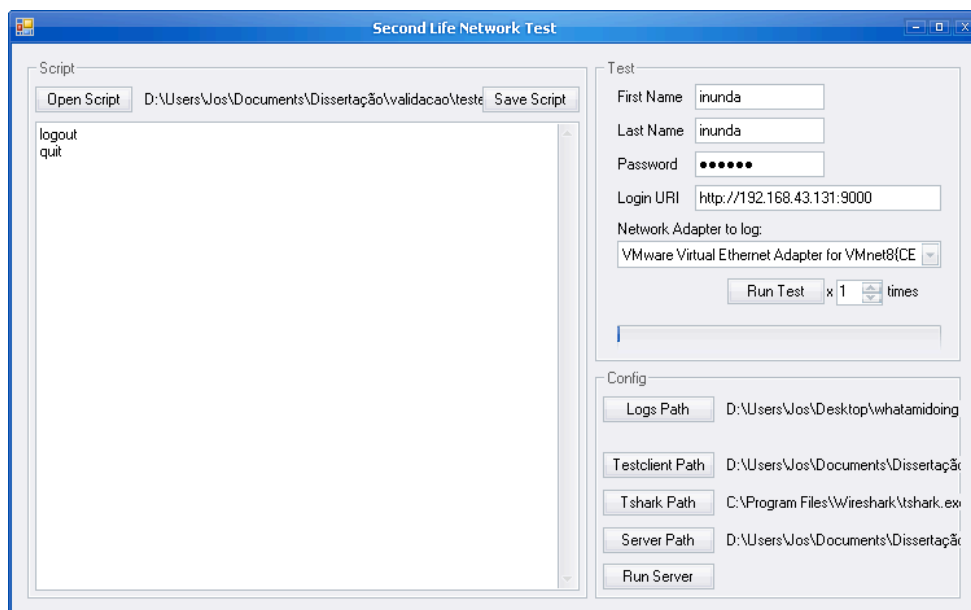 Second Life Network Test
Script
Open Script D:\Users\Jos\Documents\Dissertação\validacao\teste Save Script
logout
quit
Test
First Name inunda
Last Name inunda
Password ●●●●●●
Login URI http://192.168.43.131:9000
Network Adapter to log:
VMware Virtual Ethernet Adapter for VMnet8{CE
Run Test x 1 times
Config
Logs Path D:\Users\Jos\Desktop\whatamidoing
Testclient Path D:\Users\Jos\Documents\Dissertaçã
Tshark Path C:\Program Files\Wireshark\tshark.ex
Server Path D:\Users\Jos\Documents\Dissertaçã
Run Server